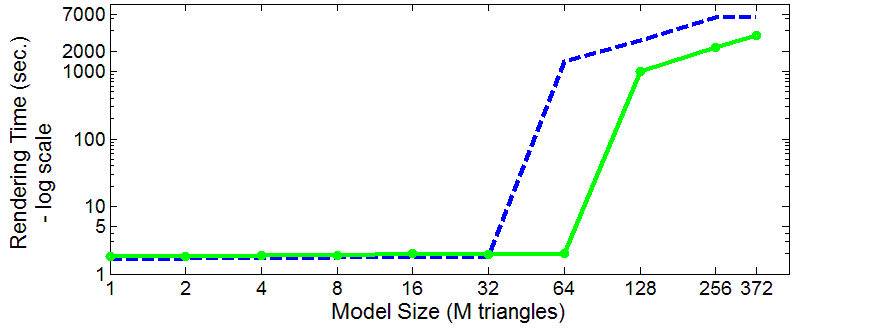 7000
2000
1000
100
10
5
1
Rendering Time (sec.)
- log scale
1 2 4 8 16 32 64 128 256 372
Model Size (M triangles)